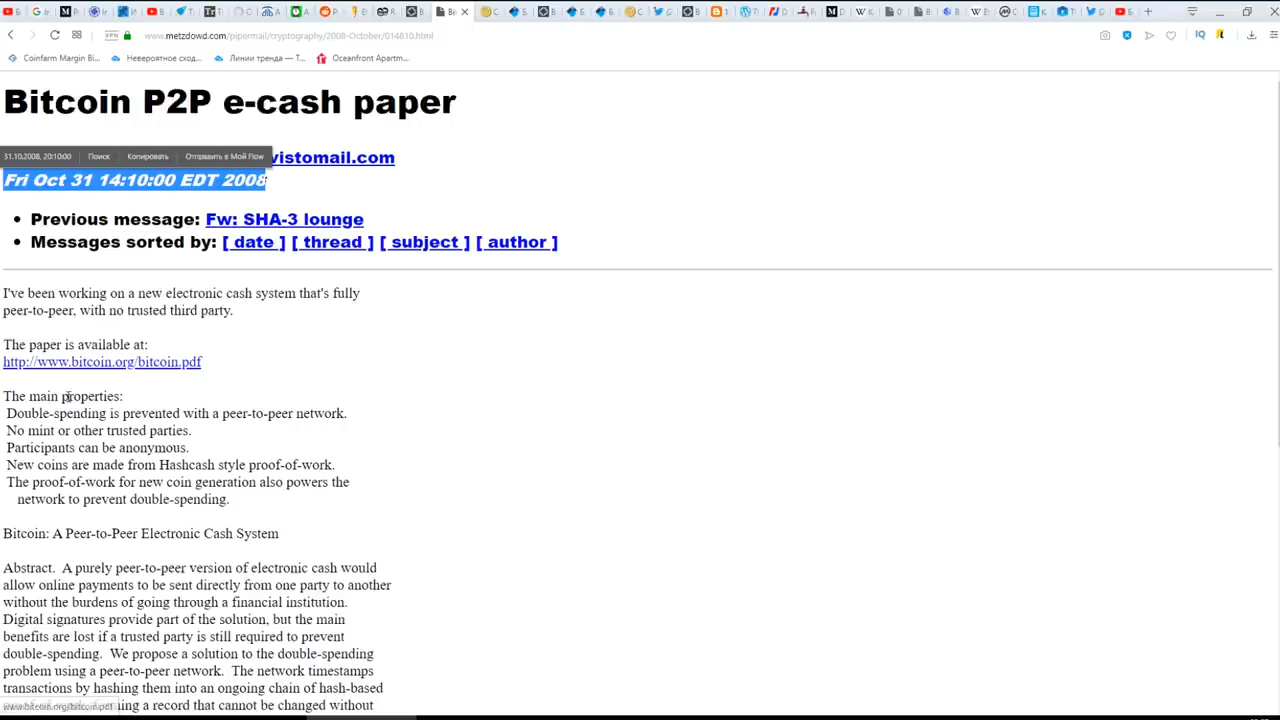 VPN www.metzdowd.com/pipermail/cryptography/2008-October/014810.html
Coinfarm Margin Bi... Невероятное сход... Линии тренда — T... Oceanfront Apartm...
Bitcoin P2P e-cash paper
31.10.2008, 20:10:00 Поиск Копировать Отправить в Мой Flow
vistomail.com
Fri Oct 31 14:10:00 EDT 2008
• Previous message: Fw: SHA-3 lounge
• Messages sorted by: [ date ] [ thread ] [ subject ] [ author ]
I've been working on a new electronic cash system that's fully
peer-to-peer, with no trusted third party.
The paper is available at:
http://www.bitcoin.org/bitcoin.pdf
The main properties:
Double-spending is prevented with a peer-to-peer network.
No mint or other trusted parties.
Participants can be anonymous.
New coins are made from Hashcash style proof-of-work.
The proof-of-work for new coin generation also powers the
network to prevent double-spending.
Bitcoin: A Peer-to-Peer Electronic Cash System
Abstract. A purely peer-to-peer version of electronic cash would
allow online payments to be sent directly from one party to another
without the burdens of going through a financial institution.
Digital signatures provide part of the solution, but the main
benefits are lost if a trusted party is still required to prevent
double-spending. We propose a solution to the double-spending
problem using a peer-to-peer network. The network timestamps
transactions by hashing them into an ongoing chain of hash-based
www.bitcoin.org/bitcoin.pdf ning a record that cannot be changed without